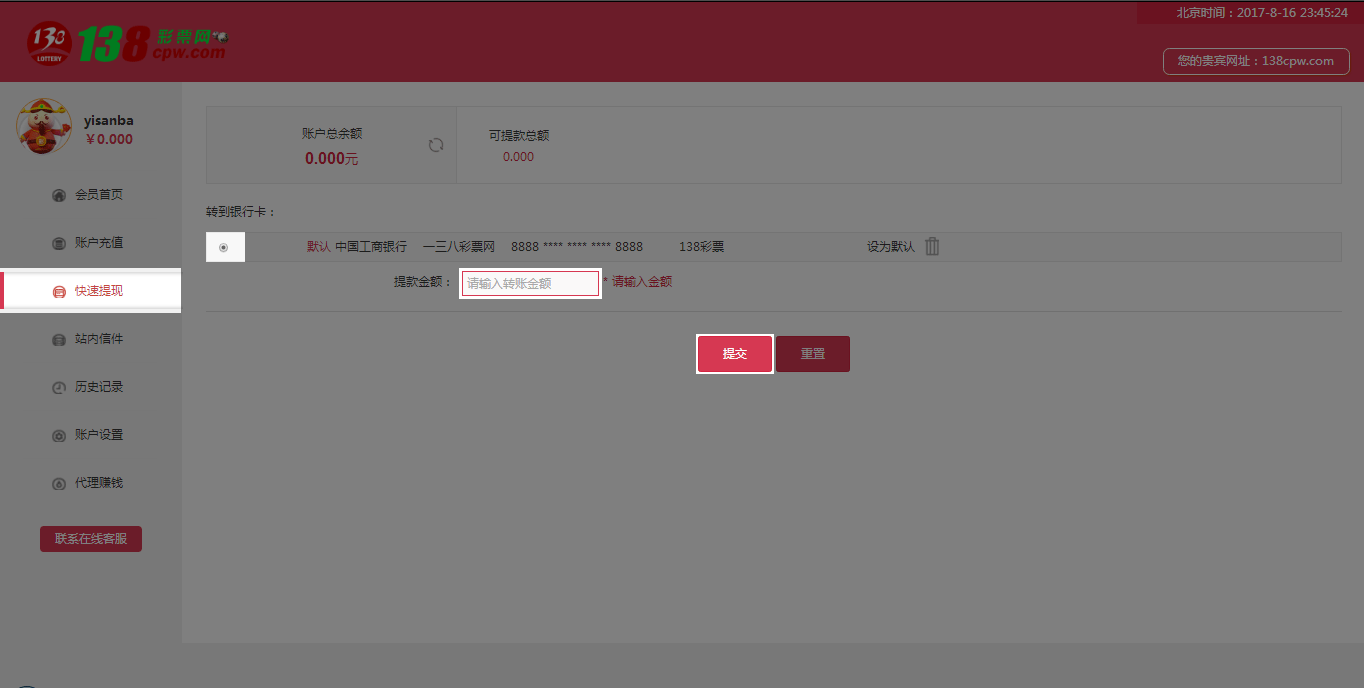 北京时间：2017-8-16 23:45:24
138
LOTTERY
138 彩票网
cpw.com
您的贵宾网址：138cpw.com
yisanba
￥0.000
会员首页
账户充值
快速提现
站内信件
历史记录
账户设置
代理赚钱
联系在线客服
账户总余额
0.000元
可提款总额
0.000
转到银行卡：
默认 中国工商银行 一三八彩票网 8888 **** **** **** 8888 138彩票 设为默认
提款金额： 请输入转账金额 * 请输入金额
提交 重置